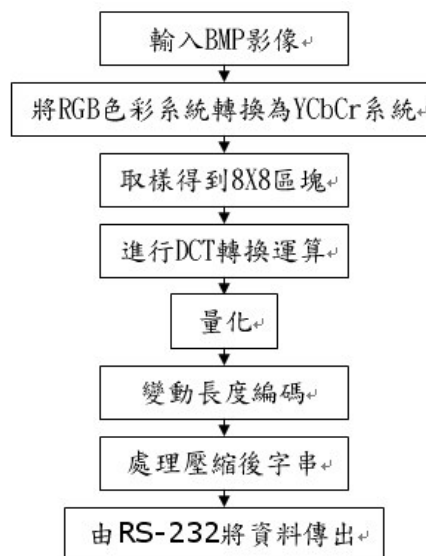 輸入BMP影像
將RGB色彩系統轉換為YCbCr系統
取樣得到8X8區塊
進行DCT轉換運算
量化
變動長度編碼
處理壓縮後字串
由RS-232將資料傳出